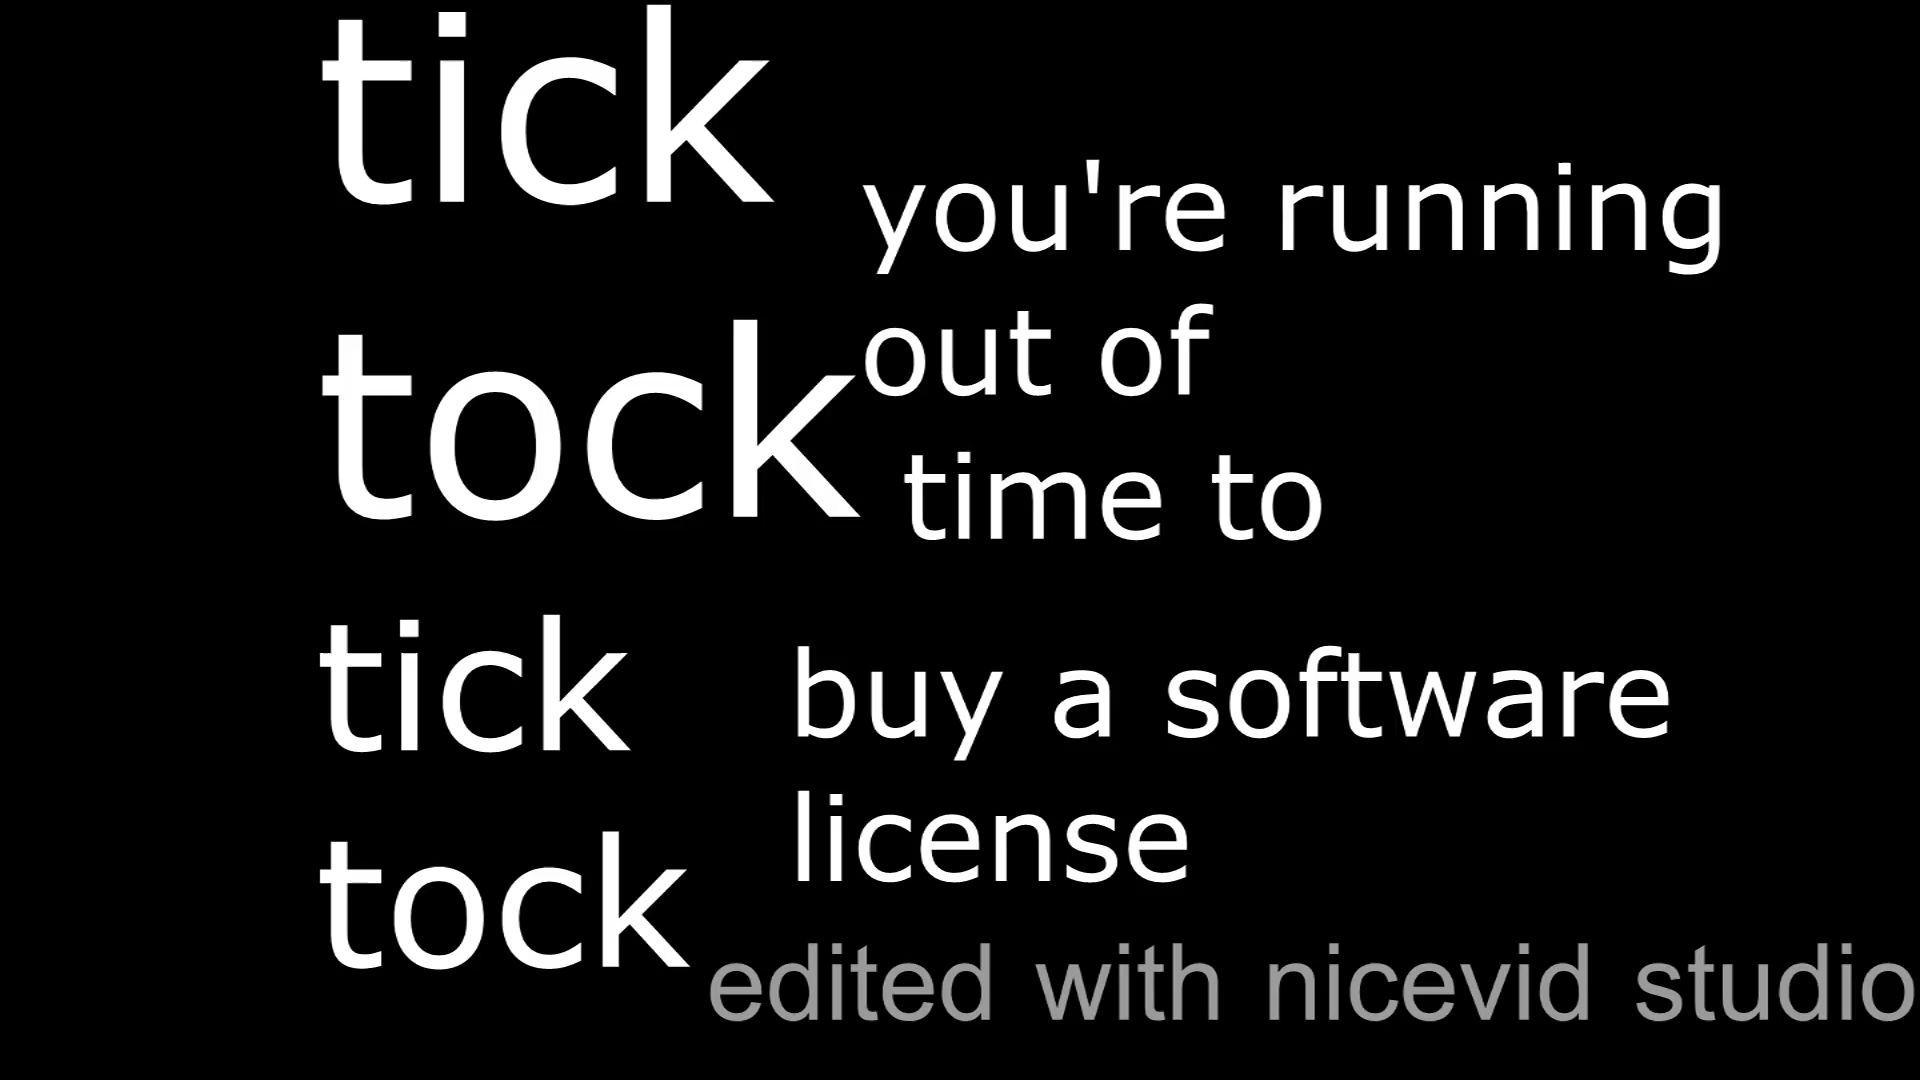 tick
you're running
out of
tock
time to
tick
buy a software
license
tock
edited with nicevid studio